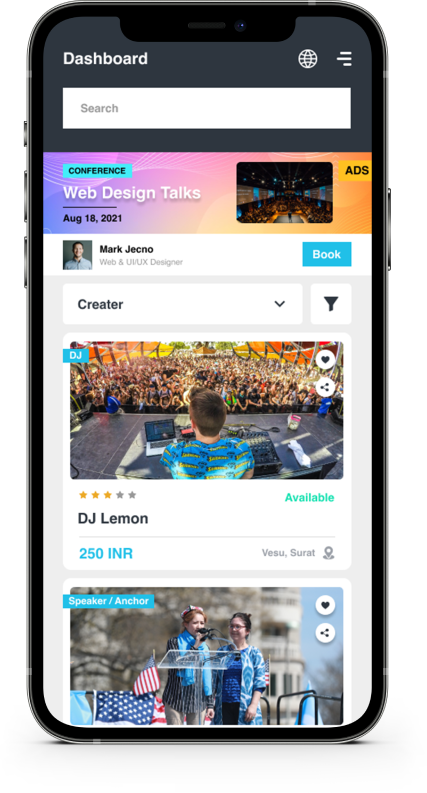 Dashboard
Search
CONFERENCE
ADS
Web Design Talks
Aug 18, 2021
Mark Jecno
Web & UI/UX Designer
Book
Creater
DJ
Available
DJ Lemon
250 INR
Vesu, Surat
Speaker / Anchor